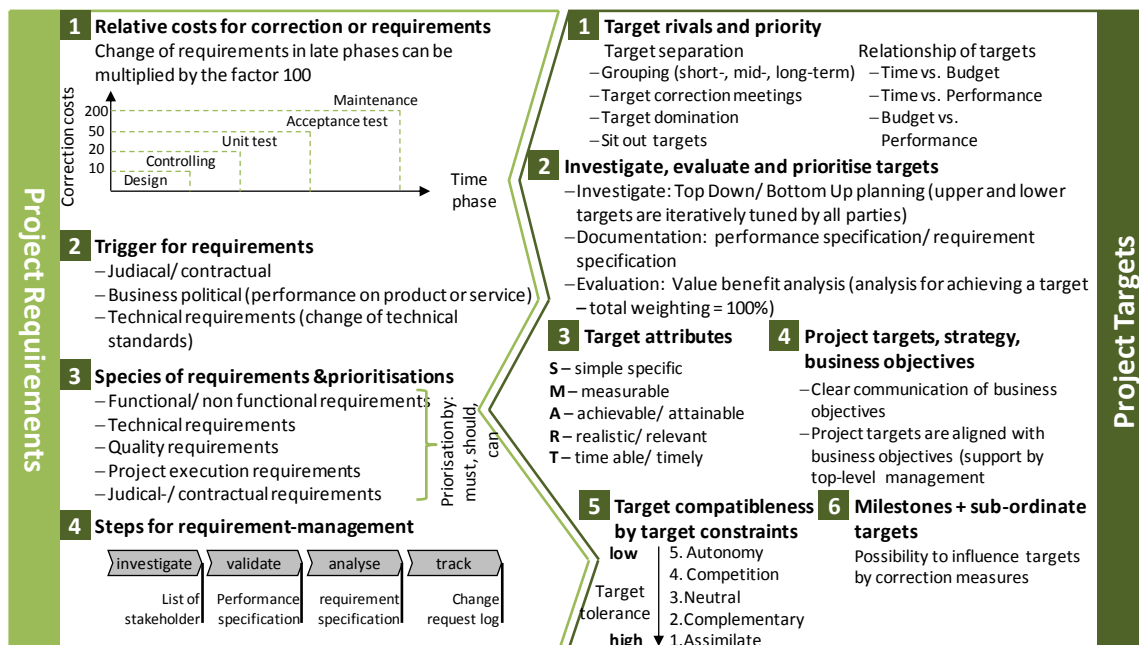 Project Requirements
1 Relative costs for correction or requirements
Change of requirements in late phases can be
multiplied by the factor 100
Correction costs
200
50
20
10
Maintenance
Acceptance test
Unit test
Controlling
Design
Time
phase
2 Trigger for requirements
–Judiacal/ contractual
–Business political (performance on product or service)
–Technical requirements (change of technical
standards)
3 Species of requirements &prioritisations
–Functional/ non functional requirements
–Technical requirements
–Quality requirements
–Project execution requirements
–Judical-/ contractual requirements
Priorisationby:
must, should,
can
4 Steps for requirement-management
investigate
validate
analyse
track
List of
stakeholder
Performance
specification
requirement
specification
Change
request log
Project Targets
1 Target rivals and priority
Target separation
–Grouping (short-, mid-, long-term)
–Target correction meetings
–Target domination
–Sit out targets
Relationship of targets
–Time vs. Budget
–Time vs. Performance
–Budget vs.
Performance
2 Investigate, evaluate and prioritise targets
–Investigate: Top Down/ Bottom Up planning (upper and lower
targets are iteratively tuned by all parties)
–Documentation: performance specification/ requirement
specification
–Evaluation: Value benefit analysis (analysis for achieving a target
– total weighting = 100%)
3 Target attributes
S – simple specific
M – measurable
A – achievable/ attainable
R – realistic/ relevant
T – time able/ timely
4 Project targets, strategy,
business objectives
–Clear communication of business
objectives
–Project targets are aligned with
business objectives (support by
top-level management
5 Target compatibleness
by target constraints
low
Target
tolerance
high
5. Autonomy
4. Competition
3.Neutral
2.Complementary
1.Assimilate
6 Milestones + sub-ordinate
targets
Possibility to influence targets
by correction measures